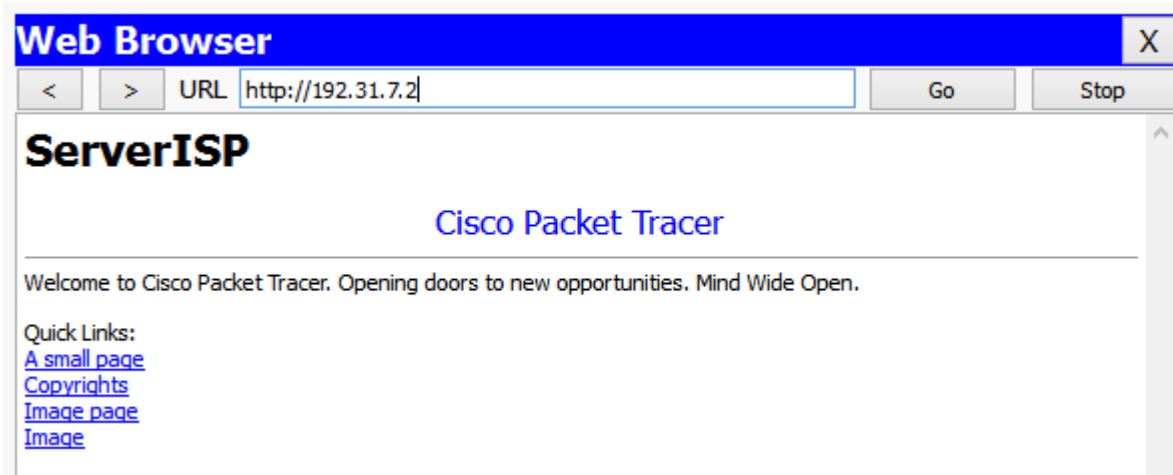 Web Browser X
< > URL http://192.31.7.2 Go Stop
ServerISP
Cisco Packet Tracer
Welcome to Cisco Packet Tracer. Opening doors to new opportunities. Mind Wide Open.
Quick Links:
A small page
Copyrights
Image page
Image